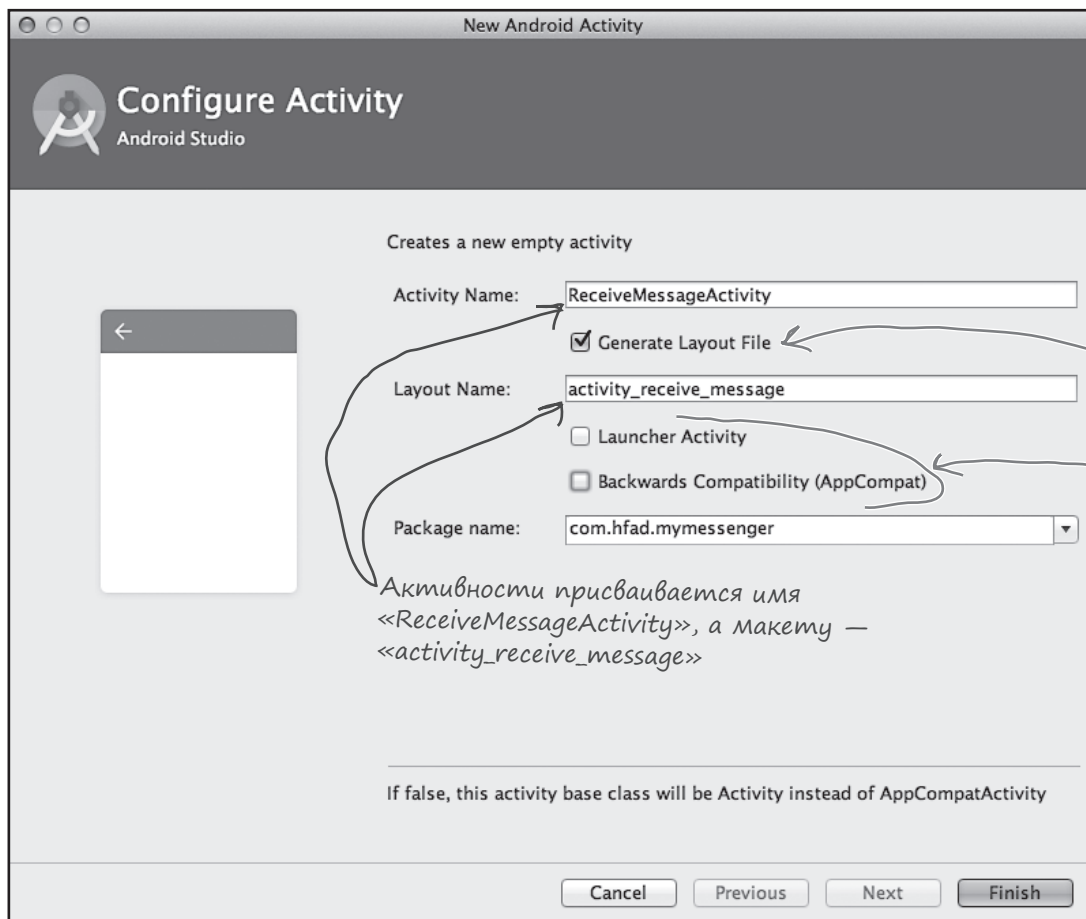 New Android Activity
Configure Activity
Android Studio
Creates a new empty activity
Activity Name: ReceiveMessageActivity
Generate Layout File
Layout Name: activity_receive_message
Launcher Activity
Backwards Compatibility (AppCompat)
Package name: com.hfad.mymessenger
Активности присваивается имя
«ReceiveMessageActivity», а макету —
«activity_receive_message»
If false, this activity base class will be Activity instead of AppCompatActivity
Cancel Previous Next Finish